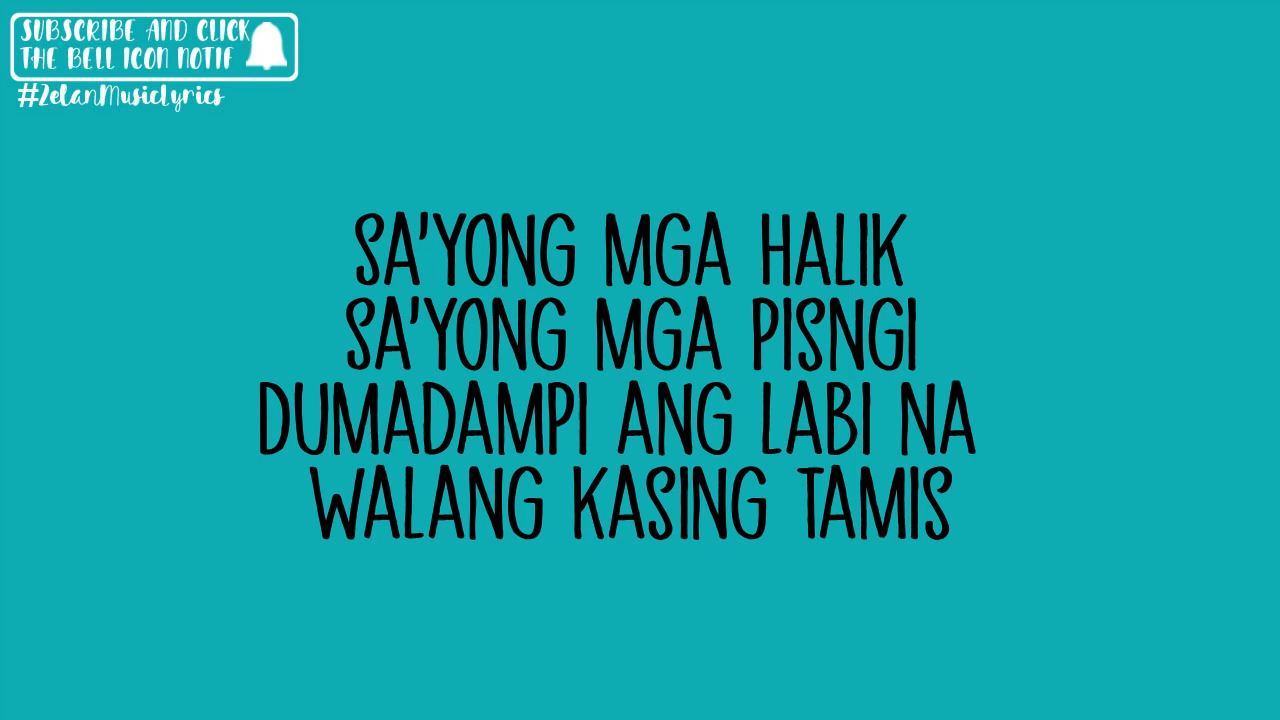 SUBSCRIBE AND CLICK
THE BELL ICON NOTIF
#ZelanMusicLyrics
SA'YONG MGA HALIK
SA'YONG MGA PISNGI
DUMADAMPI ANG LABI NA
WALANG KASING TAMIS